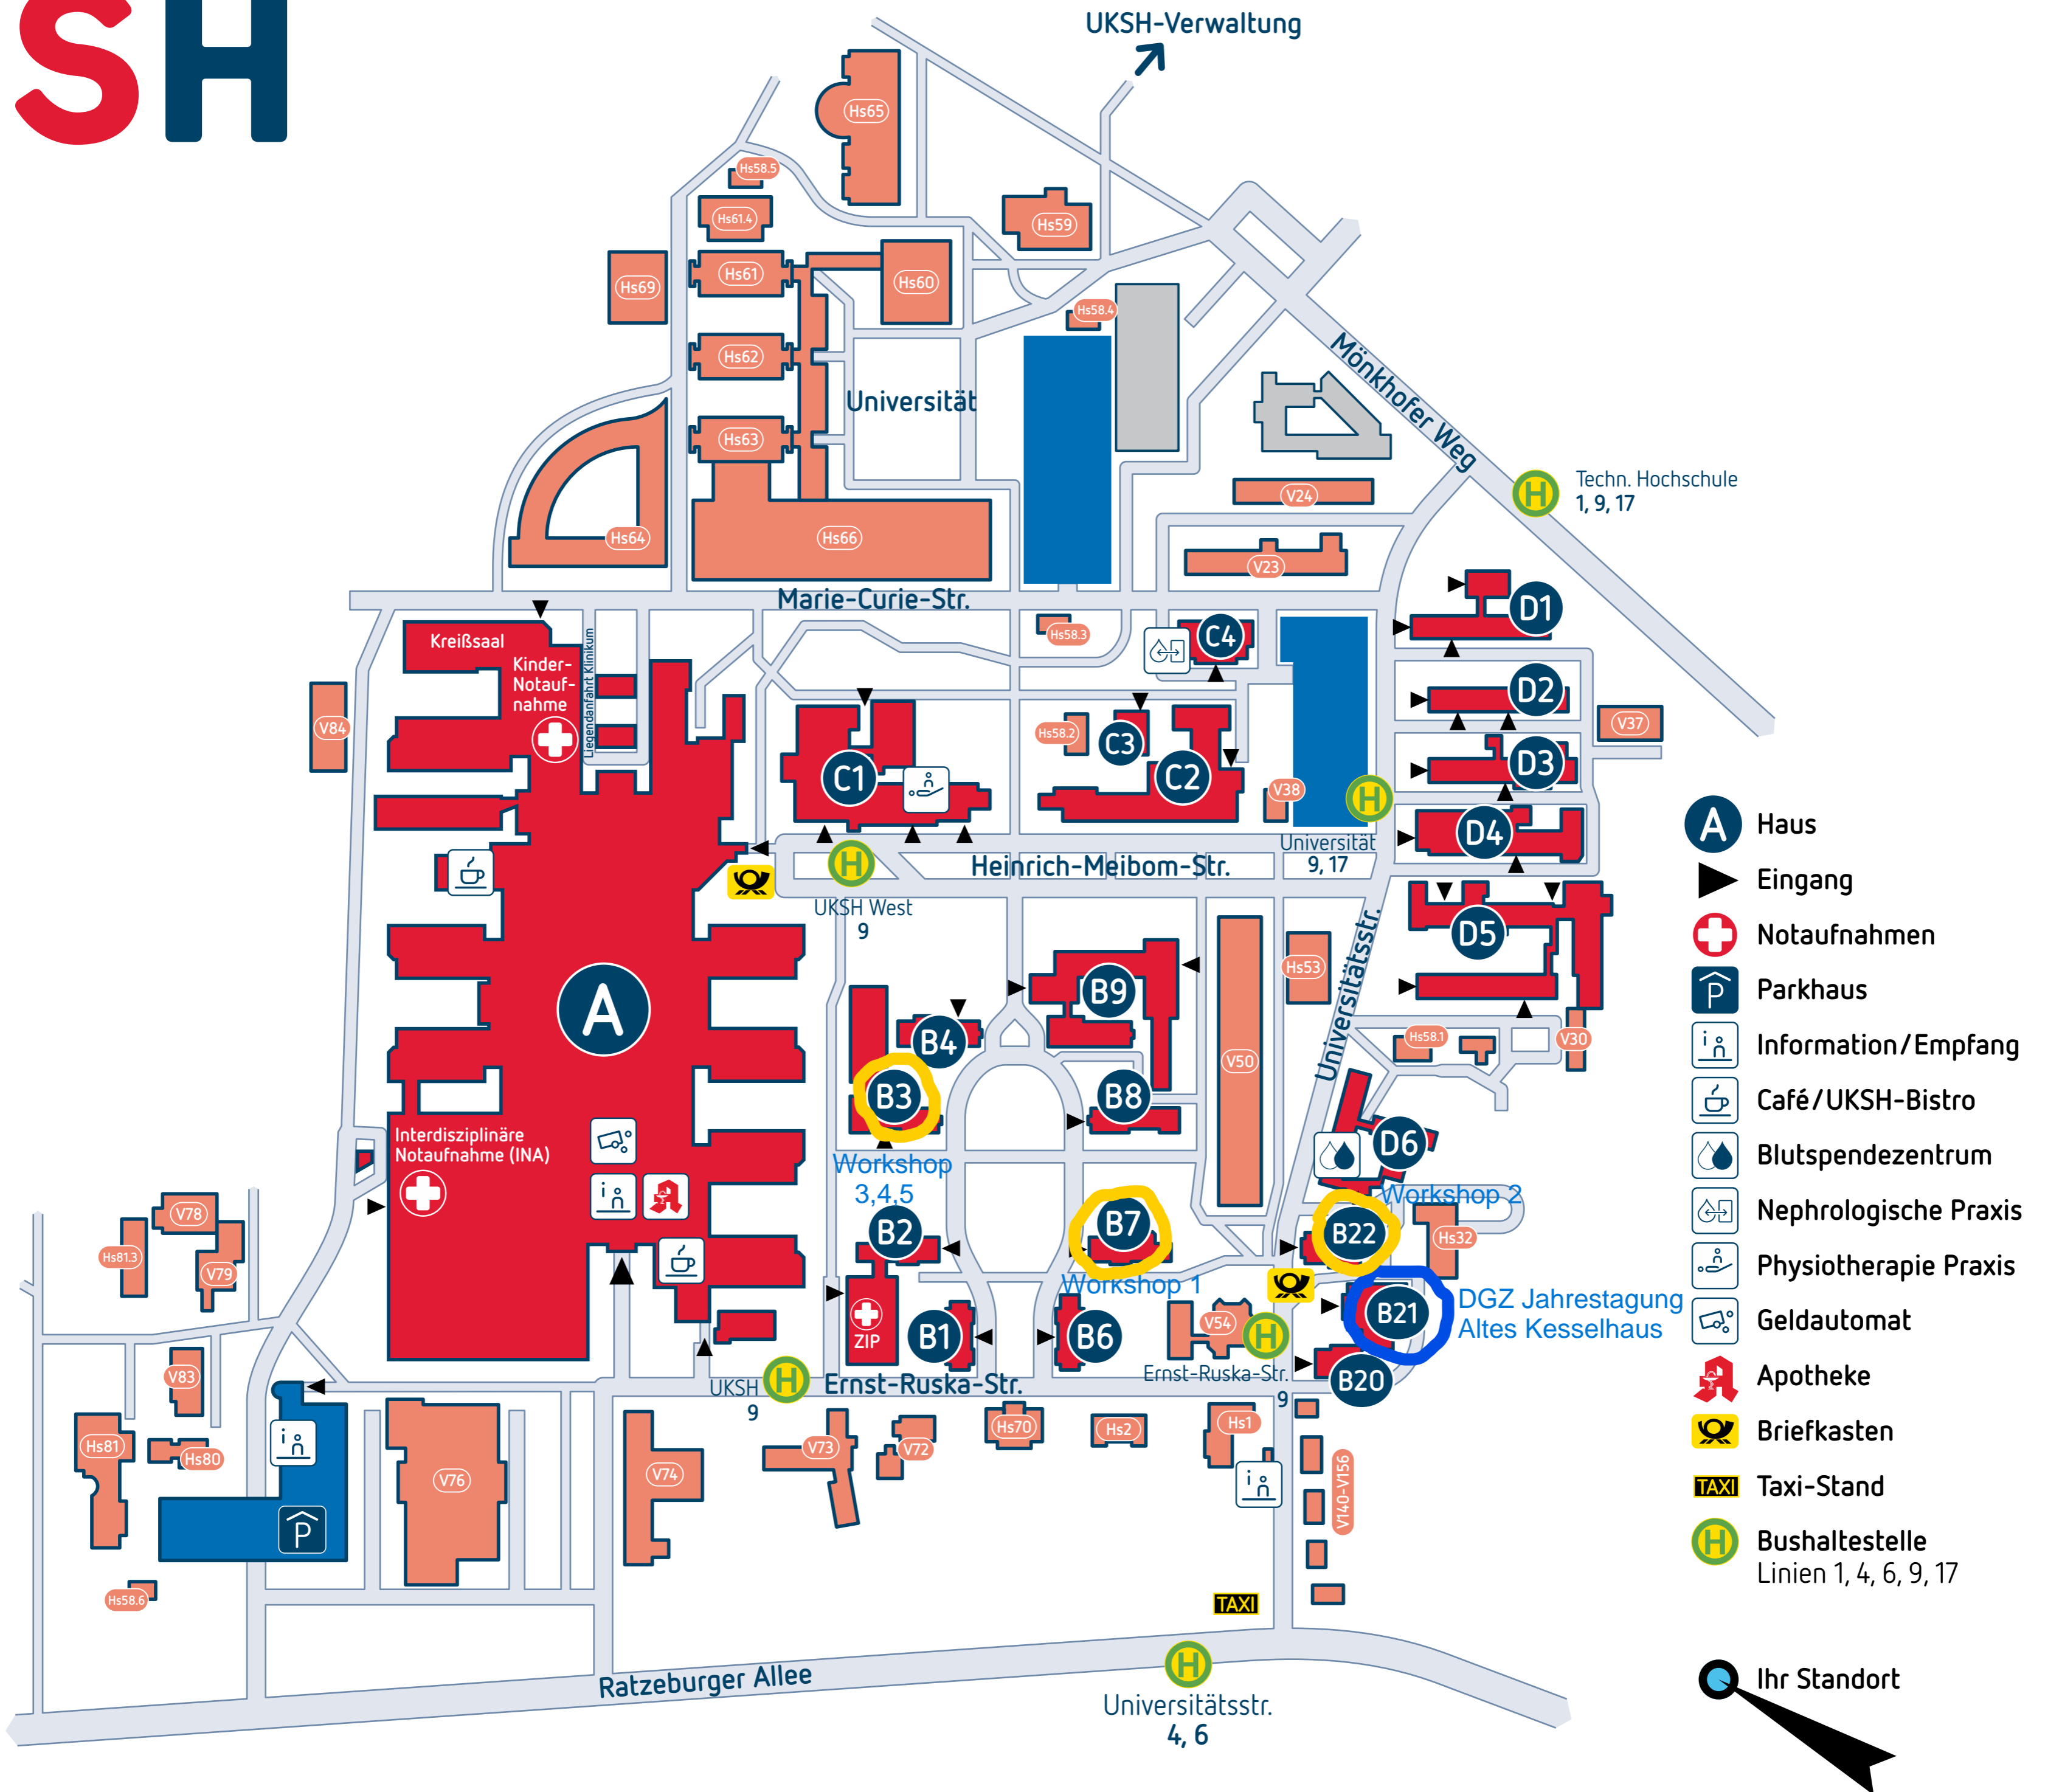 SH
UKSH-Verwaltung
Hs65
Hs58.5
Hs61.4
Hs59
Hs61
Hs69
Hs60
Hs58.4
Hs62
Universität
Mönkhofer Weg
Hs63
Techn. Hochschule
1, 9, 17
V24
Hs64
Hs66
V23
Marie-Curie-Str.
D1
Kreißsaal
Hs58.3
C4
Kinder-
Notauf-
nahme
Liegendanfahrt Klinikum
D2
V84
Hs58.2
C3
V37
C1
C2
D3
V38
H
A
Haus
D4
Universität
9, 17
H
Heinrich-Meibom-Str.
Eingang
UKSH West
9
Universitätsstr.
D5
Notaufnahmen
Hs53
B9
P
Parkhaus
A
B4
Hs58.1
V30
i
Information/Empfang
V50
B3
B8
Café/UKSH-Bistro
Interdisziplinäre
Notaufnahme (INA)
D6
Blutspendezentrum
Workshop
3,4,5
i
Workshop 2
V78
Nephrologische Praxis
B2
B7
B22
Hs32
Hs81.3
V79
Physiotherapie Praxis
Workshop 1
DGZ Jahrestagung
Altes Kesselhaus
B21
Geldautomat
ZIP
B1
B6
V54
H
V83
UKSH
9
H
Ernst-Ruska-Str.
Ernst-Ruska-Str.
9
B20
Apotheke
Hs81
Hs80
i
V73
V72
Hs70
Hs2
Hs1
Briefkasten
V76
V74
i
V140-V156
TAXI
Taxi-Stand
P
H
Bushaltestelle
Linien 1, 4, 6, 9, 17
Hs58.6
TAXI
Ratzeburger Allee
H
Universitätsstr.
4, 6
Ihr Standort
H